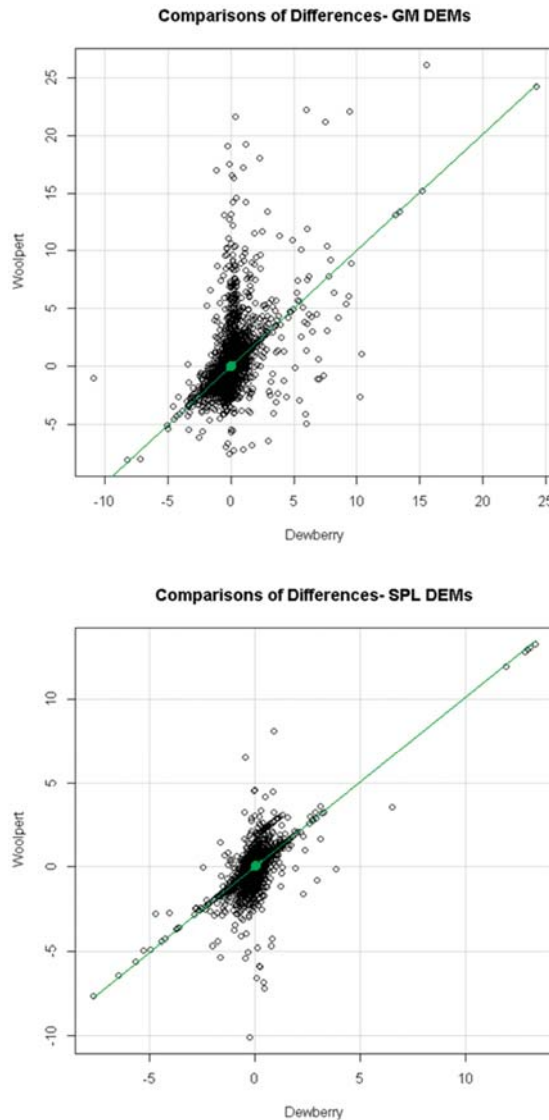 Comparisons of Differences- GM DEMs
25
20
15
10
5
0
-5
Woolpert
-10 -5 0 5 10 15 20 25
Dewberry
Comparisons of Differences- SPL DEMs
10
5
0
-5
-10
Woolpert
-5 0 5 10
Dewberry